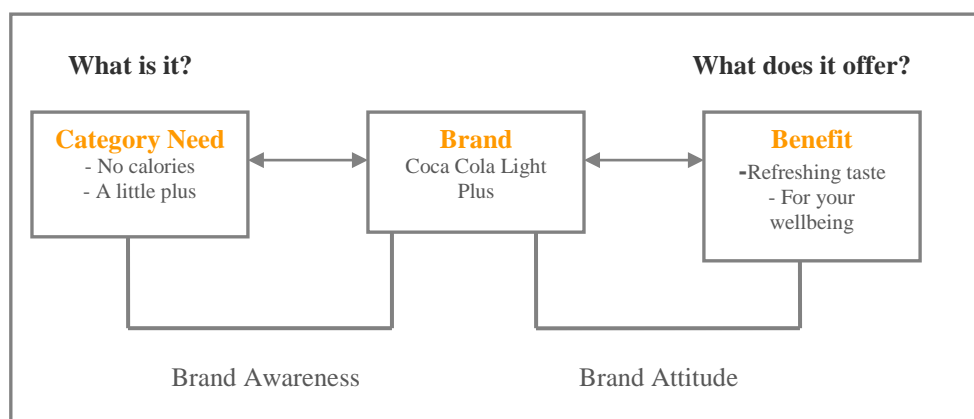 What is it?
What does it offer?
Category Need
- No calories
- A little plus
Brand
Coca Cola Light
Plus
Benefit
-Refreshing taste
- For your
wellbeing
Brand Awareness
Brand Attitude